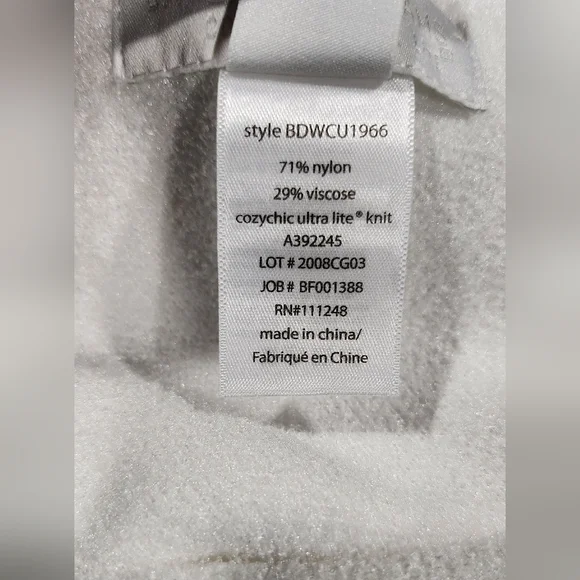 style BDWCU1966
71% nylon
29% viscose
cozychic ultra lite® knit
A392245
LOT # 2008CG03
JOB # BF001388
RN#111248
made in china/
Fabriqué en Chine